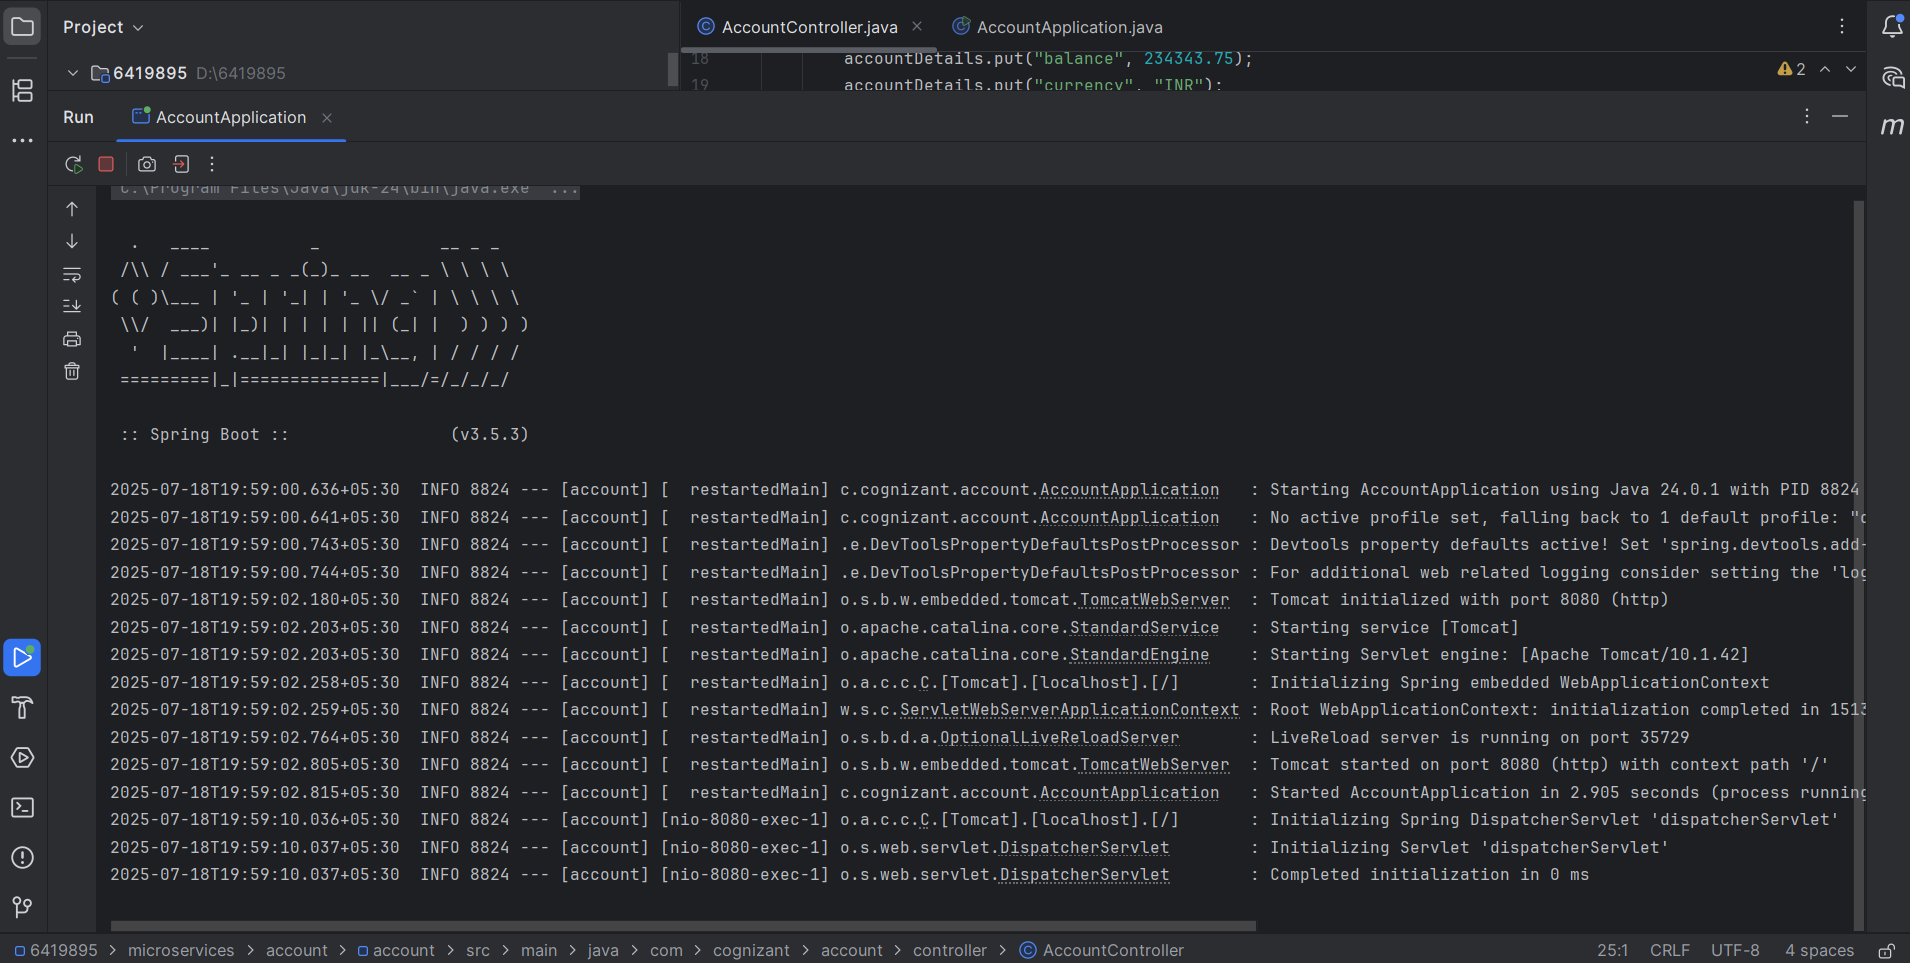 Project
AccountController.java
AccountApplication.java
6419895 D:\6419895
18 accountDetails.put("balance", 234343.75);
19 accountDetails.put("currency", "INR");
2
Run
AccountApplication
C:\Program Files\Java\jdk-24\bin\java.exe" ...
  .   ____          _            __ _ _
 /\\ / ___'_ __ _ _(_)_ __  __ _ \ \ \ \
( ( )\___ | '_ | '_| | '_ \/ _` | \ \ \ \
 \\/  ___)| |_)| | | | | || (_| |  ) ) ) )
  '  |____| .__|_| |_|_| |_\__, | / / / /
 =========|_|==============|___/=/_/_/_/
 :: Spring Boot ::                (v3.5.3)
2025-07-18T19:59:00.636+05:30  INFO 8824 --- [account] [  restartedMain] c.cognizant.account.AccountApplication   : Starting AccountApplication using Java 24.0.1 with PID 8824
2025-07-18T19:59:00.641+05:30  INFO 8824 --- [account] [  restartedMain] c.cognizant.account.AccountApplication   : No active profile set, falling back to 1 default profile: "d
2025-07-18T19:59:00.743+05:30  INFO 8824 --- [account] [  restartedMain] .e.DevToolsPropertyDefaultsPostProcessor : Devtools property defaults active! Set 'spring.devtools.add-
2025-07-18T19:59:00.744+05:30  INFO 8824 --- [account] [  restartedMain] .e.DevToolsPropertyDefaultsPostProcessor : For additional web related logging consider setting the 'log
2025-07-18T19:59:02.180+05:30  INFO 8824 --- [account] [  restartedMain] o.s.b.w.embedded.tomcat.TomcatWebServer  : Tomcat initialized with port 8080 (http)
2025-07-18T19:59:02.203+05:30  INFO 8824 --- [account] [  restartedMain] o.apache.catalina.core.StandardService   : Starting service [Tomcat]
2025-07-18T19:59:02.203+05:30  INFO 8824 --- [account] [  restartedMain] o.apache.catalina.core.StandardEngine    : Starting Servlet engine: [Apache Tomcat/10.1.42]
2025-07-18T19:59:02.258+05:30  INFO 8824 --- [account] [  restartedMain] o.a.c.c.C.[Tomcat].[localhost].[/]       : Initializing Spring embedded WebApplicationContext
2025-07-18T19:59:02.259+05:30  INFO 8824 --- [account] [  restartedMain] w.s.c.ServletWebServerApplicationContext : Root WebApplicationContext: initialization completed in 1513
2025-07-18T19:59:02.764+05:30  INFO 8824 --- [account] [  restartedMain] o.s.b.d.a.OptionalLiveReloadServer       : LiveReload server is running on port 35729
2025-07-18T19:59:02.805+05:30  INFO 8824 --- [account] [  restartedMain] o.s.b.w.embedded.tomcat.TomcatWebServer  : Tomcat started on port 8080 (http) with context path '/'
2025-07-18T19:59:02.815+05:30  INFO 8824 --- [account] [  restartedMain] c.cognizant.account.AccountApplication   : Started AccountApplication in 2.905 seconds (process running
2025-07-18T19:59:10.036+05:30  INFO 8824 --- [account] [nio-8080-exec-1] o.a.c.c.C.[Tomcat].[localhost].[/]       : Initializing Spring DispatcherServlet 'dispatcherServlet'
2025-07-18T19:59:10.037+05:30  INFO 8824 --- [account] [nio-8080-exec-1] o.s.web.servlet.DispatcherServlet        : Initializing Servlet 'dispatcherServlet'
2025-07-18T19:59:10.037+05:30  INFO 8824 --- [account] [nio-8080-exec-1] o.s.web.servlet.DispatcherServlet        : Completed initialization in 0 ms
6419895 > microservices > account > account > src > main > java > com > cognizant > account > controller > AccountController 25:1 CRLF UTF-8 4 spaces